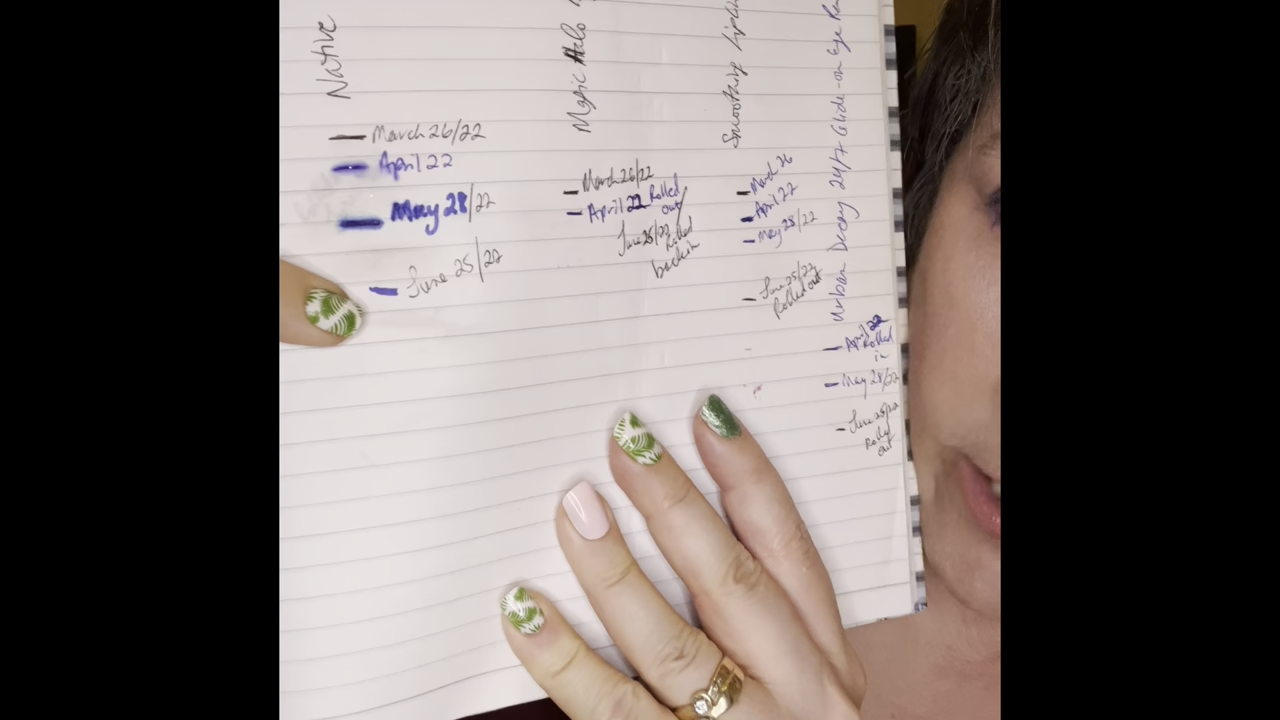 Native
March 26/22
April 22
May 28/22
June 25/22
Magic Halo
March 26/22
April 22 Rolled
out
June 25/22 Rolled
back in
Smoothing Lipliner
March 26
April 22
May 28/22
June 25/22
Rolled out
Urban Decay 24/7 Glide-on Eye
April 22
Rolled
in
May 28/22
June 25/22
Rolled
out